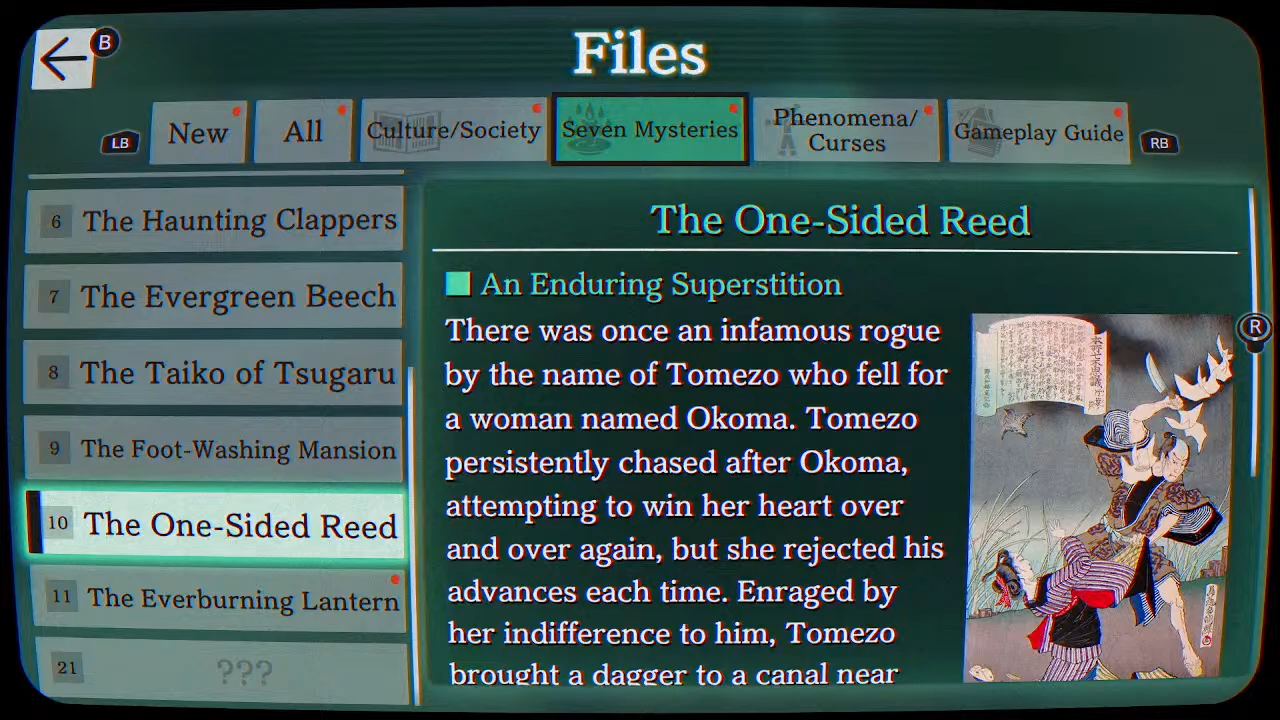 B
Files
LB
New
All
Culture/Society
Seven Mysteries
Phenomena/
Curses
Gameplay Guide
RB
6 The Haunting Clappers
7 The Evergreen Beech
8 The Taiko of Tsugaru
9 The Foot-Washing Mansion
10 The One-Sided Reed
11 The Everburning Lantern
21 ???
The One-Sided Reed
An Enduring Superstition
There was once an infamous rogue
by the name of Tomezo who fell for
a woman named Okoma. Tomezo
persistently chased after Okoma,
attempting to win her heart over
and over again, but she rejected his
advances each time. Enraged by
her indifference to him, Tomezo
brought a dagger to a canal near
R